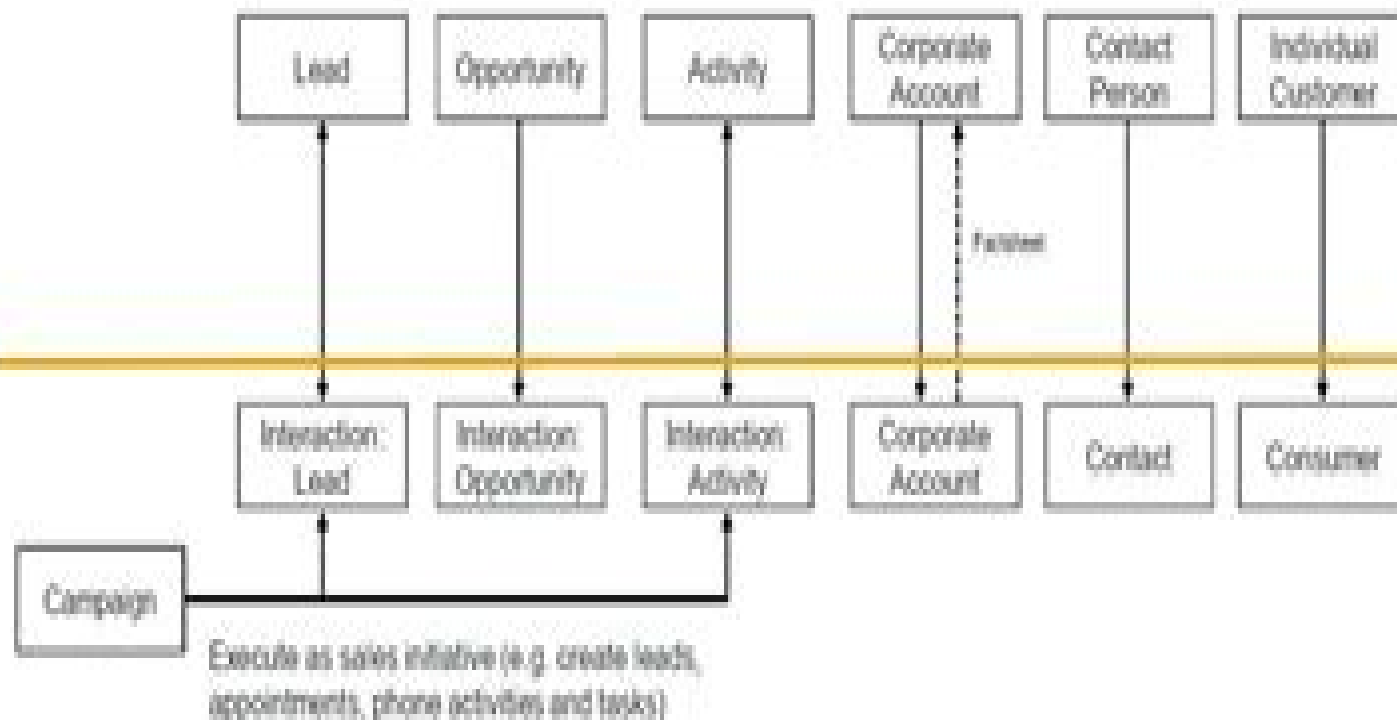 Lead
Opportunity
Activity
Corporate
Account
Contact
Person
Individual
Customer
Factsheet
Interaction:
Lead
Interaction:
Opportunity
Interaction:
Activity
Corporate
Account
Contact
Consumer
Campaign
Execute as sales initiative (e.g. create leads,
appointments, phone activities and tasks)